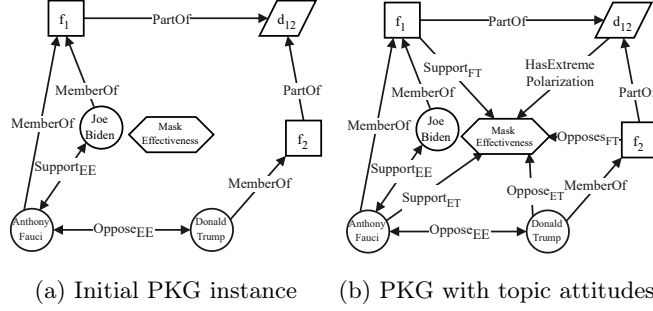 f1
PartOf
d12
MemberOf
PartOf
Joe
Biden
Mask
Effectiveness
MemberOf
f2
SupportEE
MemberOf
Anthony
Fauci
OpposeEE
Donald
Trump
(a) Initial PKG instance
f1
PartOf
d12
SupportFT
HasExtreme
Polarization
MemberOf
PartOf
Joe
Biden
Mask
Effectiveness
MemberOf
OpposesFT
f2
SupportEE
SupportET
OpposeET
MemberOf
Anthony
Fauci
OpposeEE
Donald
Trump
(b) PKG with topic attitudes